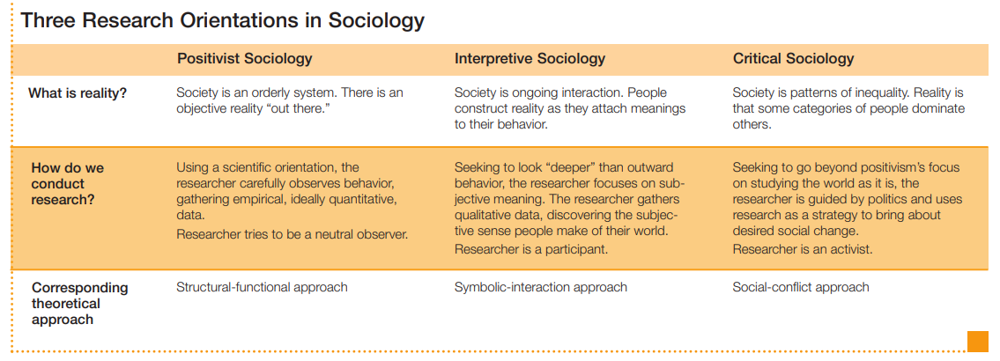 Three Research Orientations in Sociology
Positivist Sociology
Interpretive Sociology
Critical Sociology
What is reality?
Society is an orderly system. There is an
objective reality “out there.”
Society is ongoing interaction. People
construct reality as they attach meanings
to their behavior.
Society is patterns of inequality. Reality is
that some categories of people dominate
others.
How do we
conduct
research?
Using a scientific orientation, the
researcher carefully observes behavior,
gathering empirical, ideally quantitative,
data.
Researcher tries to be a neutral observer.
Seeking to look “deeper” than outward
behavior, the researcher focuses on sub-
jective meaning. The researcher gathers
qualitative data, discovering the subjec-
tive sense people make of their world.
Researcher is a participant.
Seeking to go beyond positivism’s focus
on studying the world as it is, the
researcher is guided by politics and uses
research as a strategy to bring about
desired social change.
Researcher is an activist.
Corresponding
theoretical
approach
Structural-functional approach
Symbolic-interaction approach
Social-conflict approach